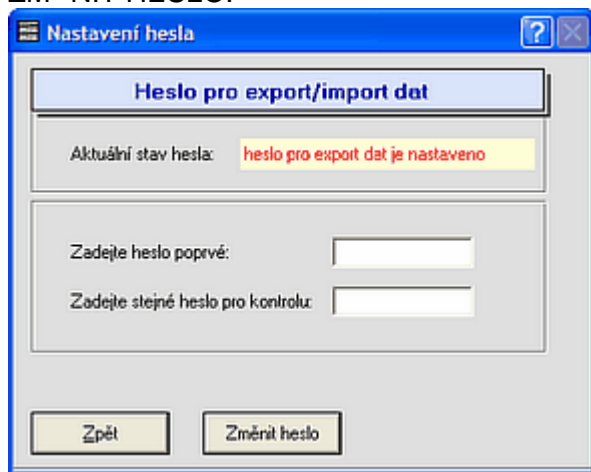 Nastavení hesla
Heslo pro export/import dat
Aktuální stav hesla: heslo pro export dat je nastaveno
Zadejte heslo poprvé:
Zadejte stejné heslo pro kontrolu:
Zpět Změnit heslo